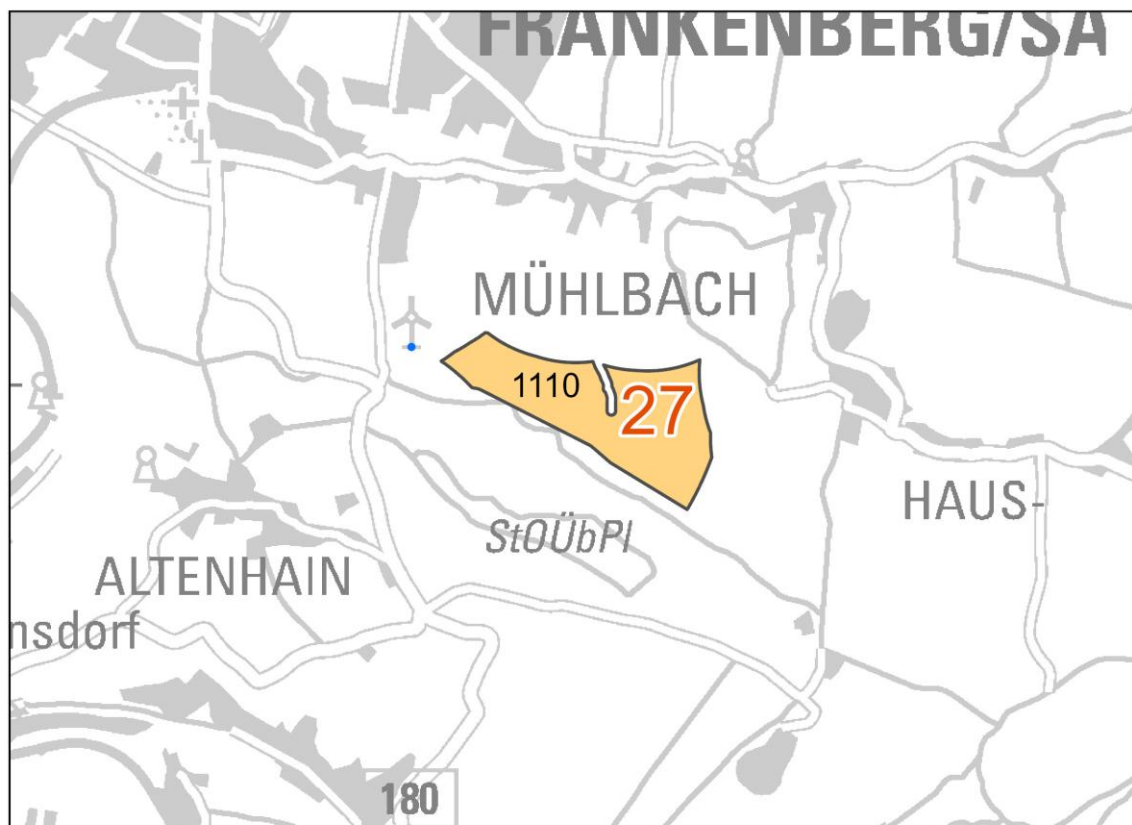 FRANKENBERG/SA
MÜHLBACH
1110
27
HAUS-
StOÜbPl
ALTENHAIN
nsdorf
180